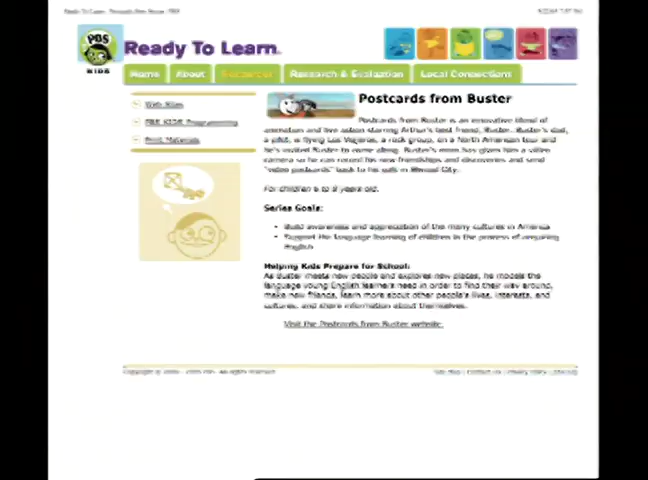 PBS
KIDS
Ready To Learn
Home
About
Resources
Research & Evaluation
Local Connections
Web Sites
PBS KIDS Programming
Print Materials
Postcards from Buster
Postcards from Buster is an innovative blend of
animation and live action starring Arthur's best friend, Buster. Buster's dad,
a pilot, is flying Los Viajeros, a rock group, on a North American tour and
he's invited Buster to come along. Buster's mom has given him a video
camera so he can record his new friendships and discoveries and send
"video postcards" back to his pals in Elwood City.
For children 6 to 8 years old.
Series Goals:
• Build awareness and appreciation of the many cultures in America
• Support the language learning of children in the process of acquiring
English
Helping Kids Prepare for School:
As Buster meets new people and explores new places, he models the
language young English learners need in order to find their way around,
make new friends, learn more about other people's lives, interests, and
cultures, and share information about themselves.
Visit the Postcards from Buster website.
All rights reserved